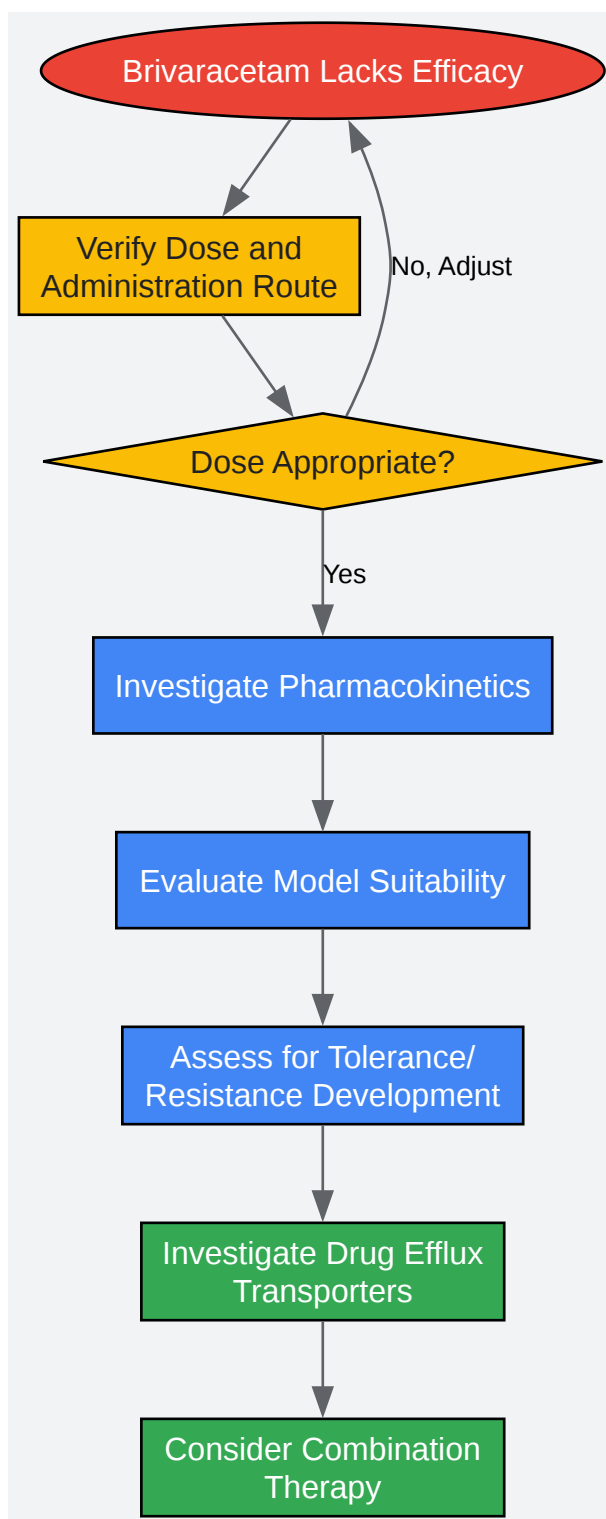 Brivaracetam Lacks Efficacy
Verify Dose and
Administration Route
No, Adjust
Dose Appropriate?
Yes
Investigate Pharmacokinetics
Evaluate Model Suitability
Assess for Tolerance/
Resistance Development
Investigate Drug Efflux
Transporters
Consider Combination
Therapy